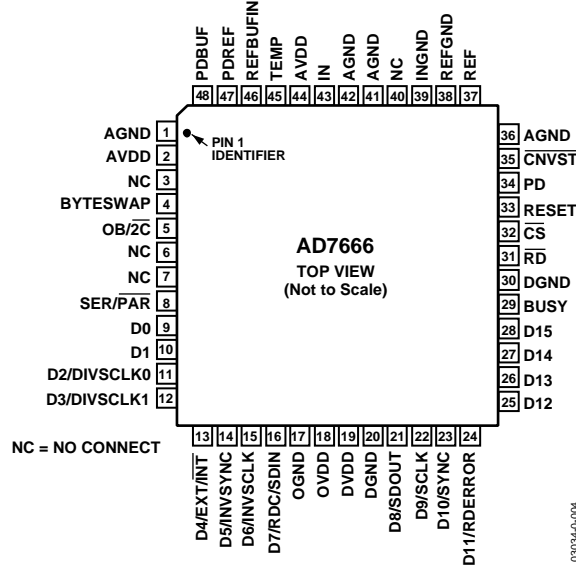 PDBUF
PDREF
REFBUFIN
TEMP
AVDD
IN
AGND
AGND
NC
INGND
REFGND
REF
48 47 46 45 44 43 42 41 40 39 38 37
AGND 1
AVDD 2
NC 3
BYTESWAP 4
OB/2C 5
NC 6
NC 7
SER/PAR 8
D0 9
D1 10
D2/DIVSCLK0 11
D3/DIVSCLK1 12
PIN 1
IDENTIFIER
AD7666
TOP VIEW
(Not to Scale)
36 AGND
35 CNVST
34 PD
33 RESET
32 CS
31 RD
30 DGND
29 BUSY
28 D15
27 D14
26 D13
25 D12
NC = NO CONNECT
13 14 15 16 17 18 19 20 21 22 23 24
D4/EXT/INT
D5/INVSYNC
D6/INVSCLK
D7/RDC/SDIN
OGND
OVDD
DVDD
DGND
D8/SDOUT
D9/SCLK
D10/SYNC
D11/RDERROR
03034-0-004